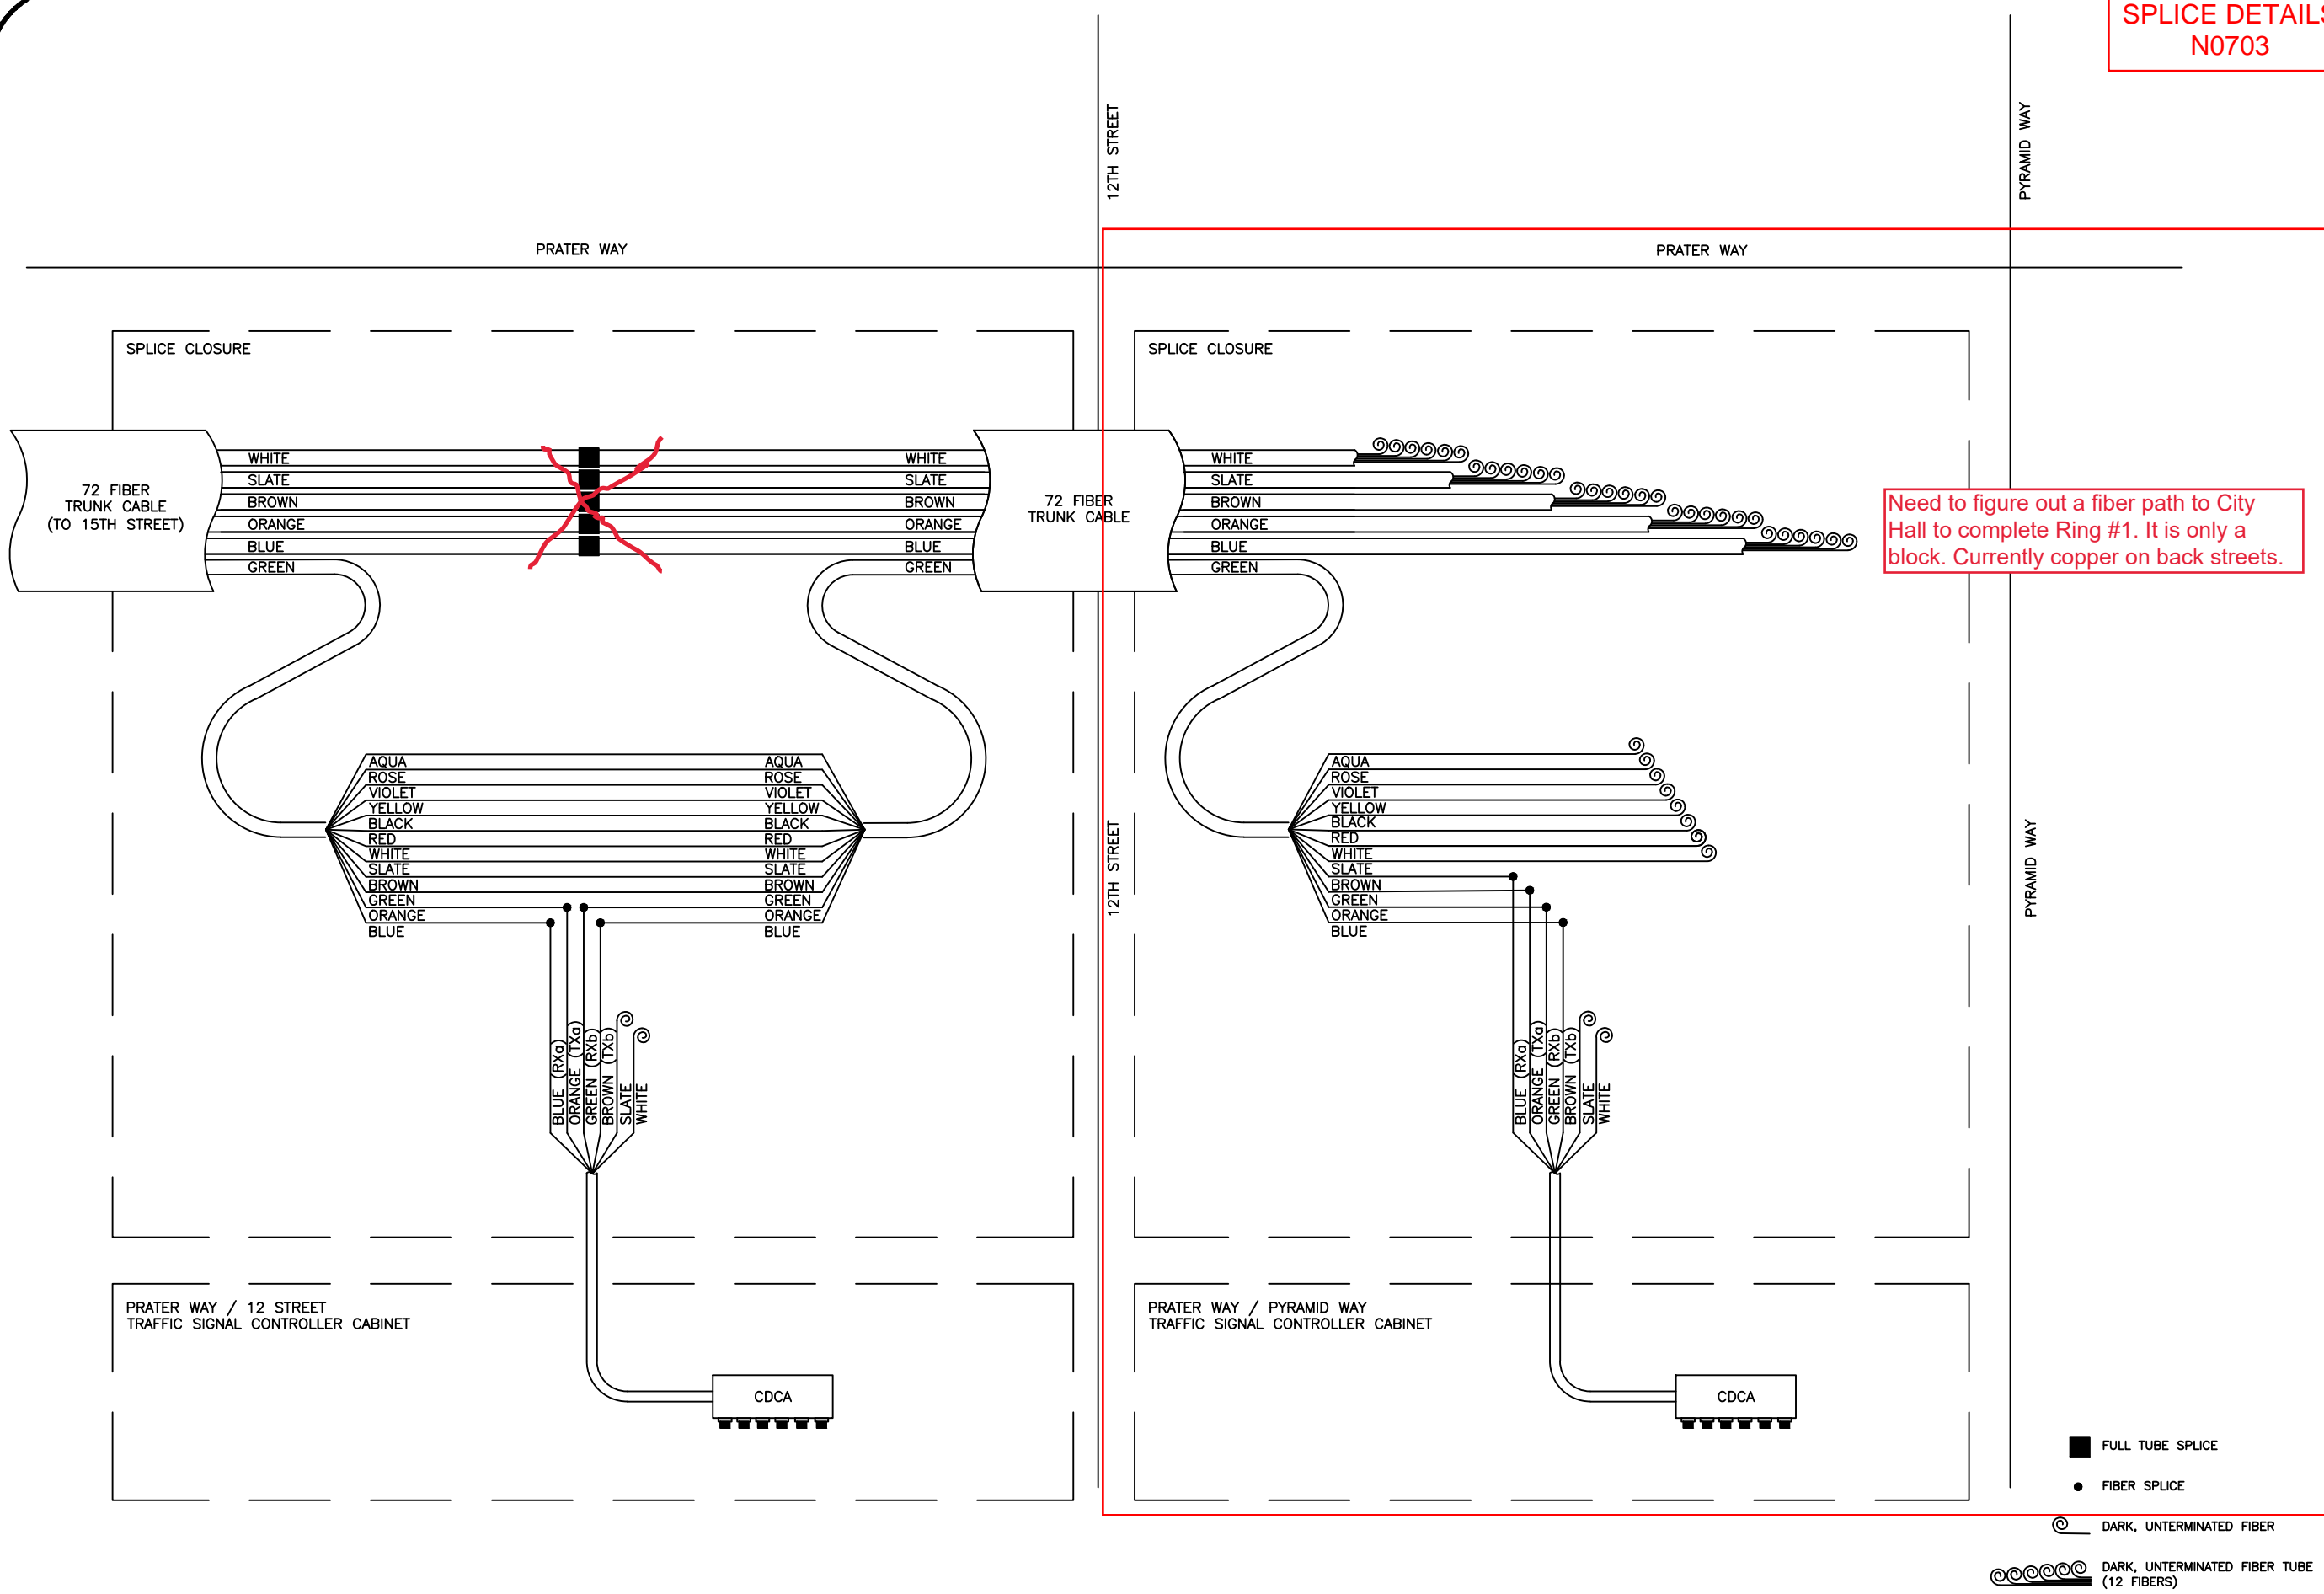 SPLICE DETAILS
N0703
12TH STREET
PYRAMID WAY
PRATER WAY
PRATER WAY
SPLICE CLOSURE
SPLICE CLOSURE
72 FIBER
TRUNK CABLE
(TO 15TH STREET)
WHITE
SLATE
BROWN
ORANGE
BLUE
GREEN
WHITE
SLATE
BROWN
ORANGE
BLUE
GREEN
72 FIBER
TRUNK CABLE
WHITE
SLATE
BROWN
ORANGE
BLUE
GREEN
Need to figure out a fiber path to City
Hall to complete Ring #1. It is only a
block. Currently copper on back streets.
AQUA
ROSE
VIOLET
YELLOW
BLACK
RED
WHITE
SLATE
BROWN
GREEN
ORANGE
BLUE
AQUA
ROSE
VIOLET
YELLOW
BLACK
RED
WHITE
SLATE
BROWN
GREEN
ORANGE
BLUE
12TH STREET
AQUA
ROSE
VIOLET
YELLOW
BLACK
RED
WHITE
SLATE
BROWN
GREEN
ORANGE
BLUE
PYRAMID WAY
BLUE (RXa)
ORANGE (TXa)
GREEN (RXb)
BROWN (TXb)
SLATE
WHITE
BLUE (RXa)
ORANGE (TXa)
GREEN (RXb)
BROWN (TXb)
SLATE
WHITE
PRATER WAY / 12 STREET
TRAFFIC SIGNAL CONTROLLER CABINET
CDCA
PRATER WAY / PYRAMID WAY
TRAFFIC SIGNAL CONTROLLER CABINET
CDCA
FULL TUBE SPLICE
FIBER SPLICE
DARK, UNTERMINATED FIBER
DARK, UNTERMINATED FIBER TUBE
(12 FIBERS)